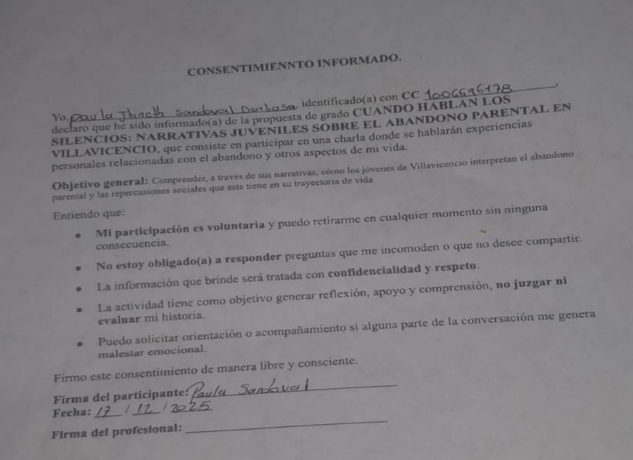 CONSENTIMIENNTO INFORMADO.
Yo, Paula Jhineth Sandoval Barbosa, identificado(a) con CC 1006696178,
declaro que he sido informado(a) de la propuesta de grado CUANDO HABLAN LOS
SILENCIOS: NARRATIVAS JUVENILES SOBRE EL ABANDONO PARENTAL EN
VILLAVICENCIO, que consiste en participar en una charla donde se hablarán experiencias
personales relacionadas con el abandono y otros aspectos de mi vida.
Objetivo general: Comprender, a través de sus narrativas, cómo los jóvenes de Villavicencio interpretan el abandono
parental y las repercusiones sociales que este tiene en su trayectoria de vida
Entiendo que:
• Mi participación es voluntaria y puedo retirarme en cualquier momento sin ninguna
consecuencia.
• No estoy obligado(a) a responder preguntas que me incomoden o que no desee compartir.
• La información que brinde será tratada con confidencialidad y respeto.
• La actividad tiene como objetivo generar reflexión, apoyo y comprensión, no juzgar ni
evaluar mi historia.
• Puedo solicitar orientación o acompañamiento si alguna parte de la conversación me genera
malestar emocional.
Firmo este consentimiento de manera libre y consciente.
Firma del participante: Paula Sandoval
Fecha: 17 / 12 / 2025
Firma del profesional: